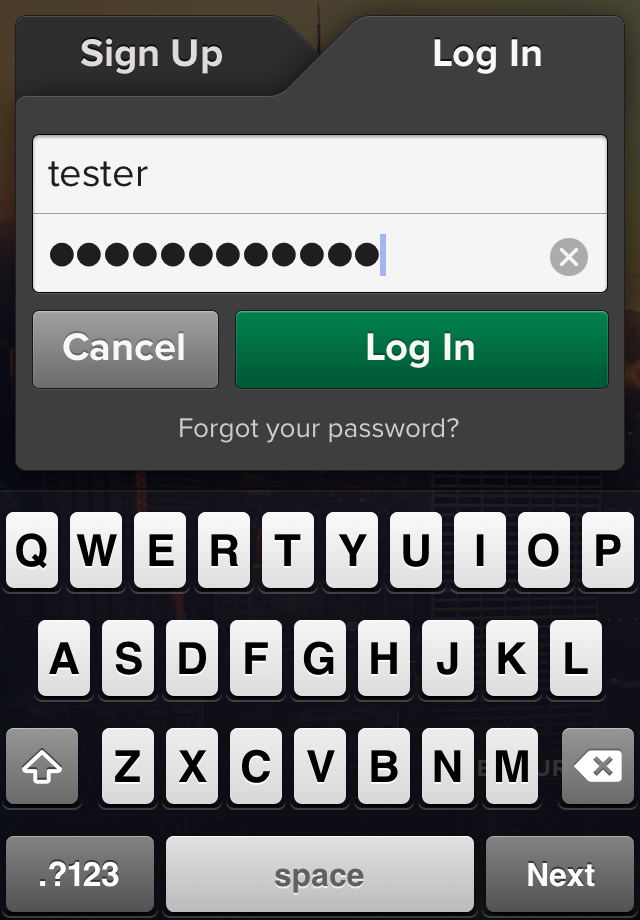 Sign Up Log In
tester
●●●●●●●●●●●●
Cancel Log In
Forgot your password?
Q W E R T Y U I O P
A S D F G H J K L
Z X C V B N M
.?123 space Next